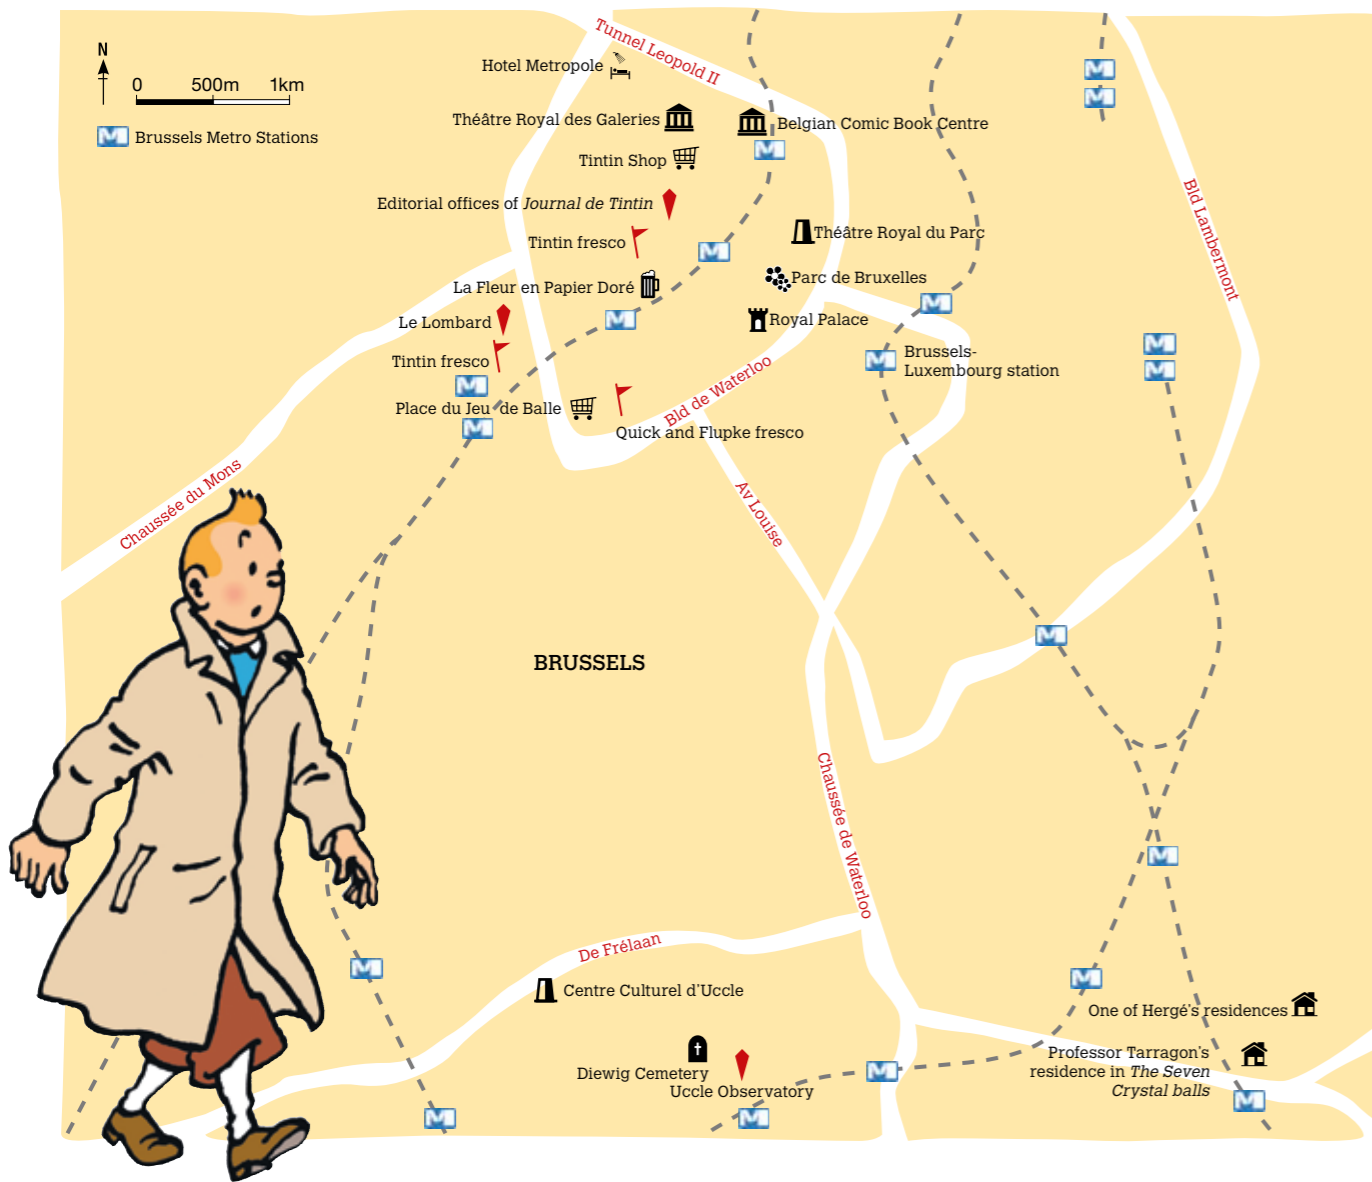 Tunnel Leopold II
N
Hotel Metropole
0 500m 1km
Brussels Metro Stations
Théâtre Royal des Galeries
Belgian Comic Book Centre
Tintin Shop
Editorial offices of Journal de Tintin
Bld Lambermont
Théâtre Royal du Parc
Tintin fresco
Parc de Bruxelles
La Fleur en Papier Doré
Le Lombard
Royal Palace
Tintin fresco
Brussels-
Luxembourg station
Place du Jeu de Balle
Bld de Waterloo
Quick and Flupke fresco
Chaussée du Mons
Av Louise
BRUSSELS
Chaussée de Waterloo
De Frélaan
Centre Culturel d'Uccle
One of Hergé's residences
Diewig Cemetery
Uccle Observatory
Professor Tarragon's
residence in The Seven
Crystal balls